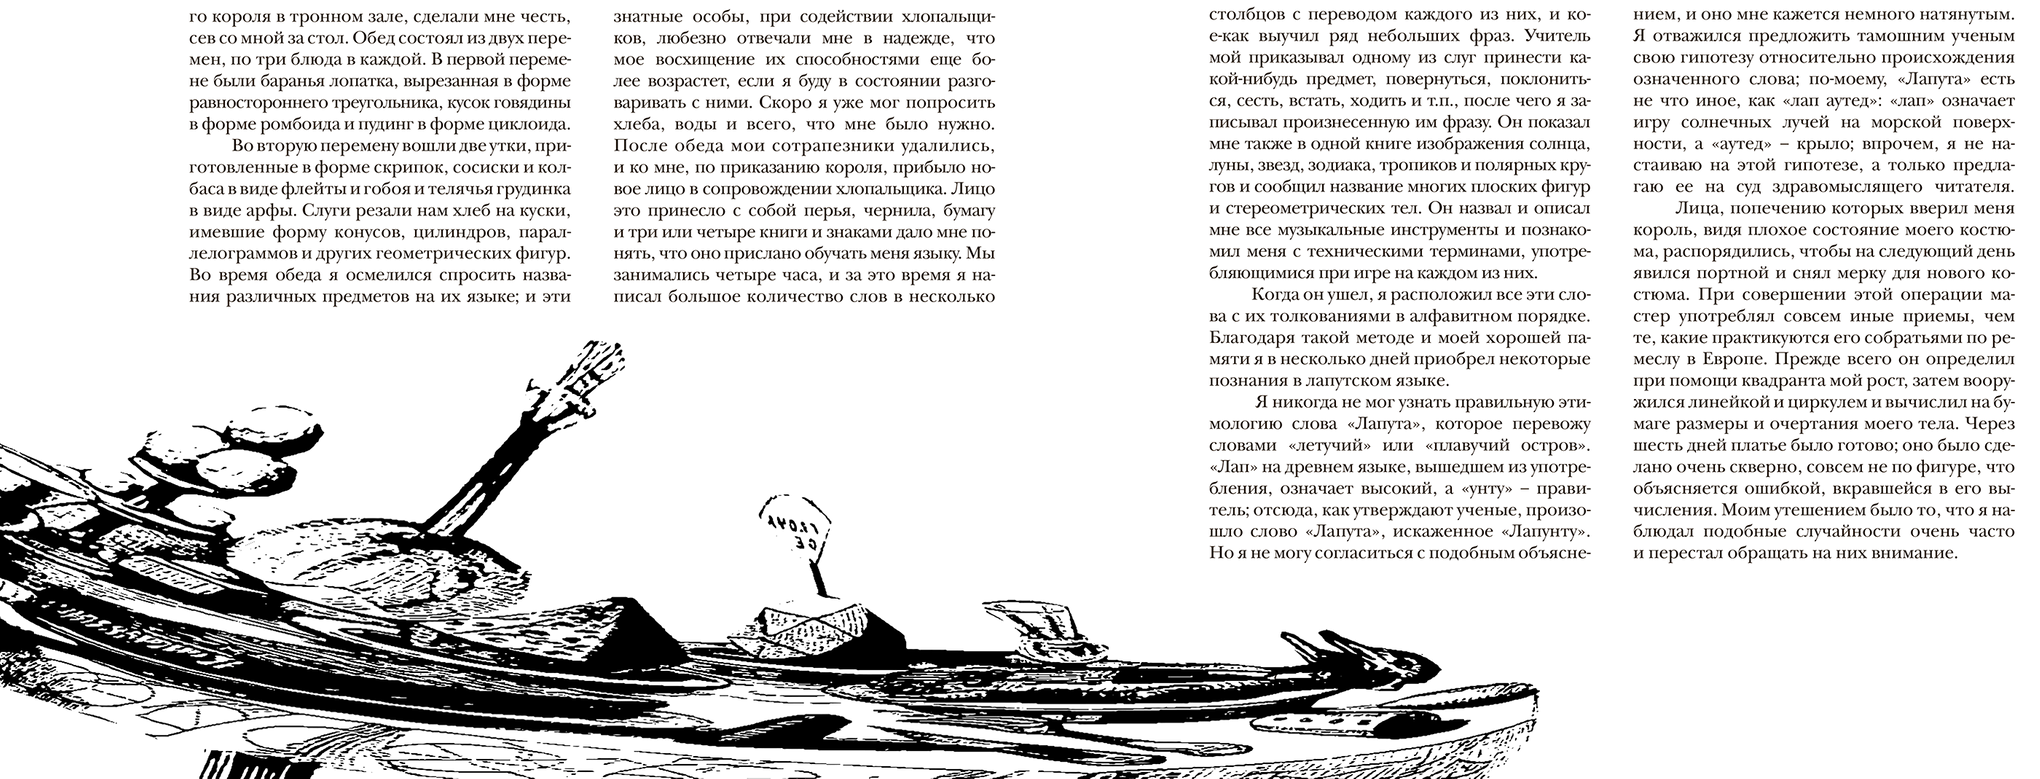 го короля в тронном зале, сделали мне честь,
сев со мной за стол. Обед состоял из двух пере-
мен, по три блюда в каждой. В первой переме-
не были баранья лопатка, вырезанная в форме
равностороннего треугольника, кусок говядины
в форме ромбоида и пудинг в форме циклоида.
Во вторую перемену вошли две утки, при-
готовленные в форме скрипок, сосиски и кол-
баса в виде флейты и гобоя и телячья грудинка
в виде арфы. Слуги резали нам хлеб на куски,
имевшие форму конусов, цилиндров, парал-
лелограммов и других геометрических фигур.
Во время обеда я осмелился спросить назва-
ния различных предметов на их языке; и эти
знатные особы, при содействии хлопальщи-
ков, любезно отвечали мне в надежде, что
мое восхищение их способностями еще бо-
лее возрастет, если я буду в состоянии разго-
варивать с ними. Скоро я уже мог попросить
хлеба, воды и всего, что мне было нужно.
После обеда мои сотрапезники удалились,
и ко мне, по приказанию короля, прибыло но-
вое лицо в сопровождении хлопальщика. Лицо
это принесло с собой перья, чернила, бумагу
и три или четыре книги и знаками дало мне по-
нять, что оно прислано обучать меня языку. Мы
занимались четыре часа, и за это время я на-
писал большое количество слов в несколько
столбцов с переводом каждого из них, и ко-
е-как выучил ряд небольших фраз. Учитель
мой приказывал одному из слуг принести ка-
кой-нибудь предмет, повернуться, поклонить-
ся, сесть, встать, ходить и т.п., после чего я за-
писывал произнесенную им фразу. Он показал
мне также в одной книге изображения солнца,
луны, звезд, зодиака, тропиков и полярных кру-
гов и сообщил название многих плоских фигур
и стереометрических тел. Он назвал и описал
мне все музыкальные инструменты и познако-
мил меня с техническими терминами, употре-
бляющимися при игре на каждом из них.
Когда он ушел, я расположил все эти сло-
ва с их толкованиями в алфавитном порядке.
Благодаря такой методе и моей хорошей па-
мяти я в несколько дней приобрел некоторые
познания в лапутском языке.
Я никогда не мог узнать правильную эти-
мологию слова «Лапута», которое перевожу
словами «летучий» или «плавучий остров».
«Лап» на древнем языке, вышедшем из употре-
бления, означает высокий, а «унту» – прави-
тель; отсюда, как утверждают ученые, произо-
шло слово «Лапута», искаженное «Лапунту».
Но я не могу согласиться с подобным объясне-
нием, и оно мне кажется немного натянутым.
Я отважился предложить тамошним ученым
свою гипотезу относительно происхождения
означенного слова; по-моему, «Лапута» есть
не что иное, как «лап аутед»: «лап» означает
игру солнечных лучей на морской поверх-
ности, а «аутед» – крыло; впрочем, я не на-
стаиваю на этой гипотезе, а только предла-
гаю ее на суд здравомыслящего читателя.
Лица, попечению которых вверил меня
король, видя плохое состояние моего костю-
ма, распорядились, чтобы на следующий день
явился портной и снял мерку для нового ко-
стюма. При совершении этой операции ма-
стер употреблял совсем иные приемы, чем
те, какие практикуются его собратьями по ре-
меслу в Европе. Прежде всего он определил
при помощи квадранта мой рост, затем воору-
жился линейкой и циркулем и вычислил на бу-
маге размеры и очертания моего тела. Через
шесть дней платье было готово; оно было сде-
лано очень скверно, совсем не по фигуре, что
объясняется ошибкой, вкравшейся в его вы-
числения. Моим утешением было то, что я на-
блюдал подобные случайности очень часто
и перестал обращать на них внимание.